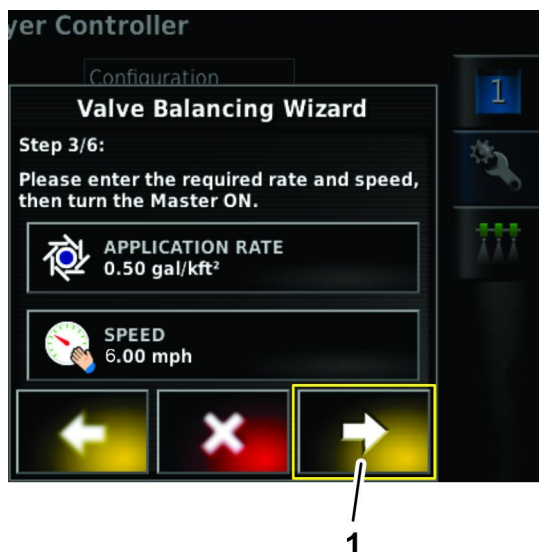 yer Controller
Configuration
Valve Balancing Wizard
1
Step 3/6:
Please enter the required rate and speed,
then turn the Master ON.
APPLICATION RATE
0.50 gal/kft²
SPEED
6.00 mph
1